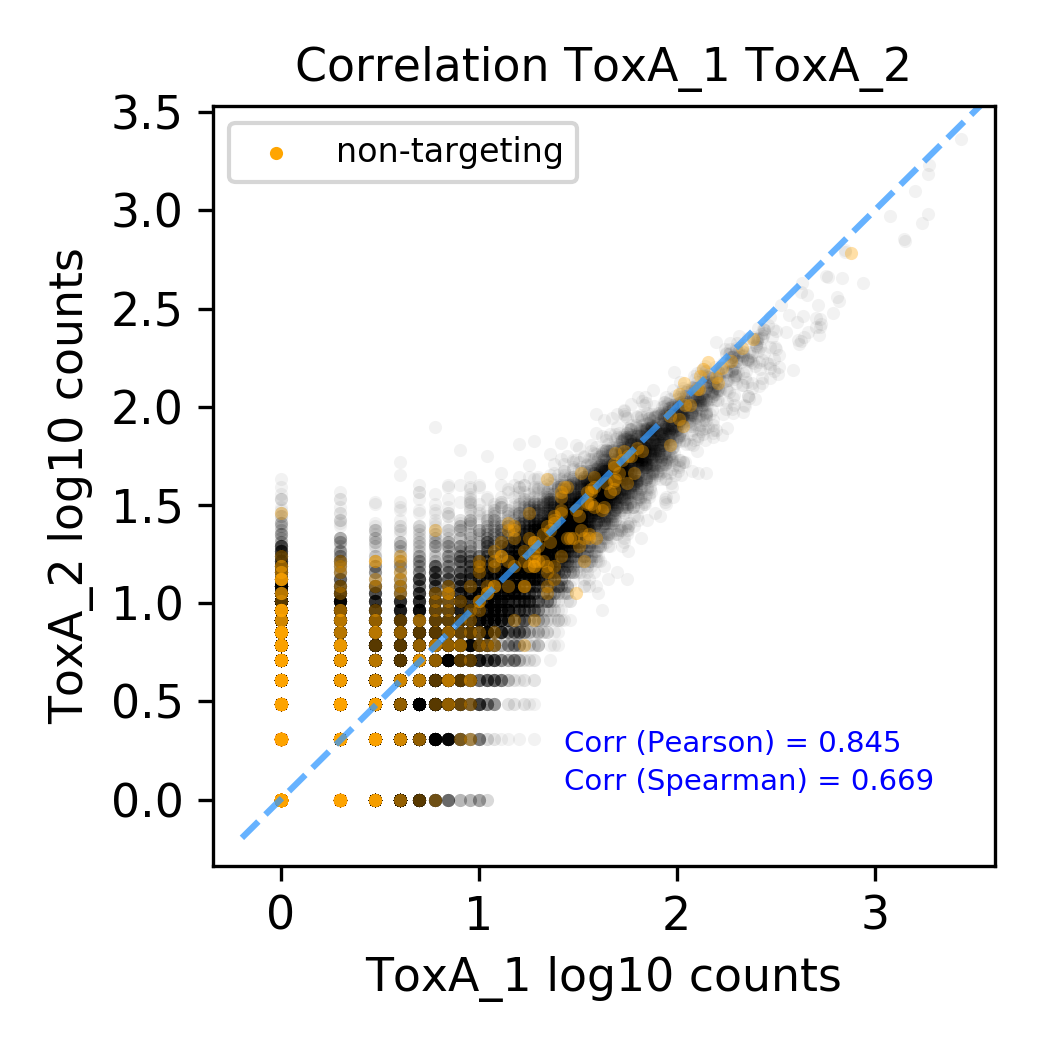 Correlation ToxA_1 ToxA_2
non-targeting
ToxA_2 log10 counts
3.5
3.0
2.5
2.0
1.5
1.0
0.5
0.0
Corr (Pearson) = 0.845
Corr (Spearman) = 0.669
0 1 2 3
ToxA_1 log10 counts